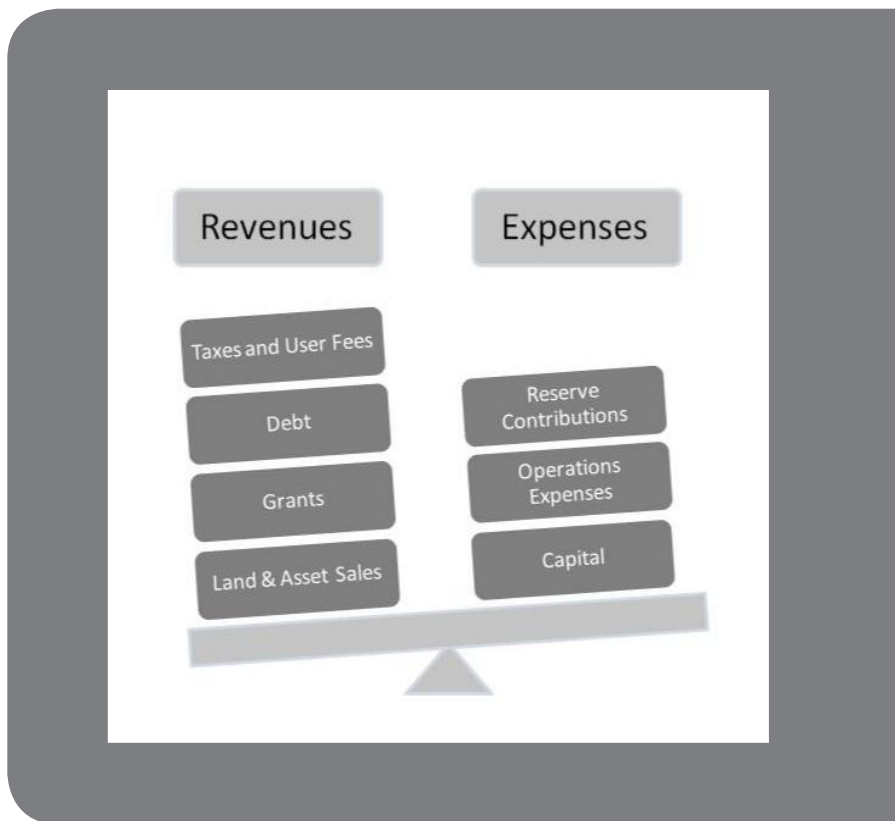 Revenues
Expenses
Taxes and User Fees
Debt
Grants
Land & Asset Sales
Reserve
Contributions
Operations
Expenses
Capital